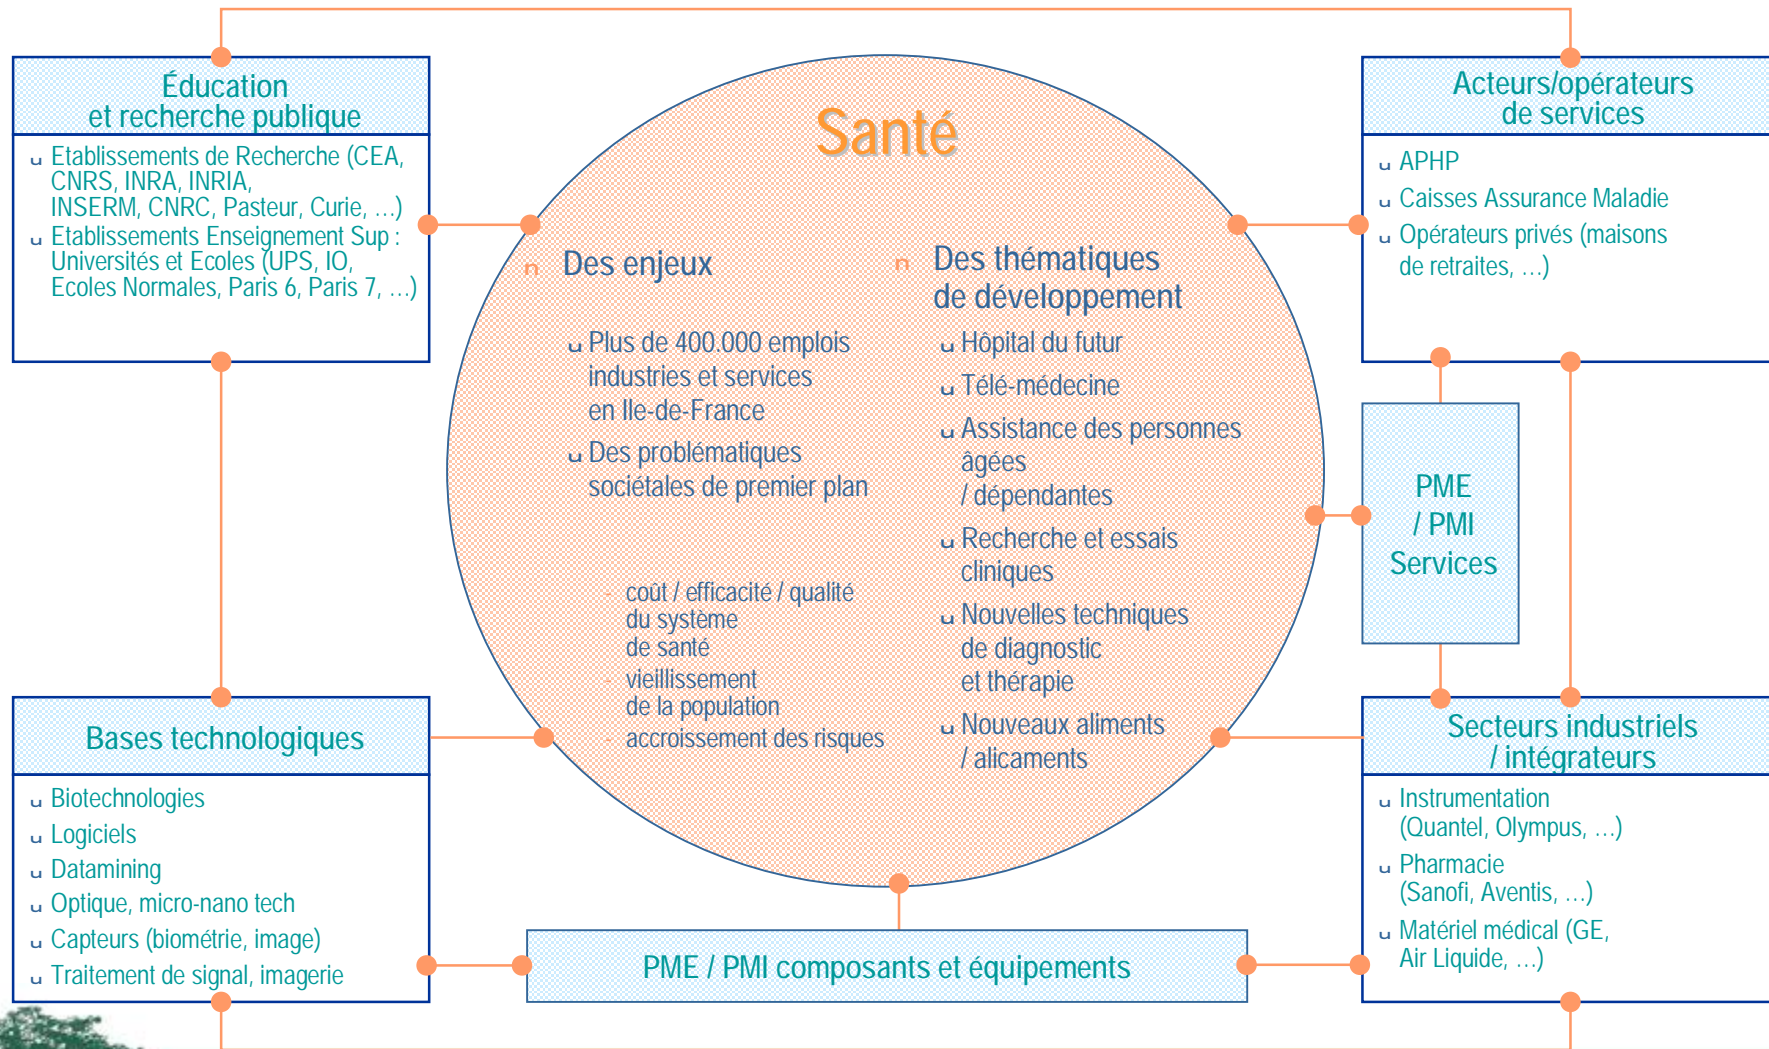 Éducation
et recherche publique
u Etablissements de Recherche (CEA,
CNRS, INRA, INRIA,
INSERM, CNRC, Pasteur, Curie, …)
u Etablissements Enseignement Sup :
Universités et Ecoles (UPS, IO,
Ecoles Normales, Paris 6, Paris 7, …)
Santé
n Des enjeux
u Plus de 400.000 emplois
industries et services
en Ile-de-France
u Des problématiques
sociétales de premier plan
- coût / efficacité / qualité
du système
de santé
- vieillissement
de la population
- accroissement des risques
n Des thématiques
de développement
u Hôpital du futur
u Télé-médecine
u Assistance des personnes
âgées
/ dépendantes
u Recherche et essais
cliniques
u Nouvelles techniques
de diagnostic
et thérapie
u Nouveaux aliments
/ alicaments
Acteurs/opérateurs
de services
u APHP
u Caisses Assurance Maladie
u Opérateurs privés (maisons
de retraites, …)
PME
/ PMI
Services
Bases technologiques
u Biotechnologies
u Logiciels
u Datamining
u Optique, micro-nano tech
u Capteurs (biométrie, image)
u Traitement de signal, imagerie
PME / PMI composants et équipements
Secteurs industriels
/ intégrateurs
u Instrumentation
(Quantel, Olympus, …)
u Pharmacie
(Sanofi, Aventis, …)
u Matériel médical (GE,
Air Liquide, …)